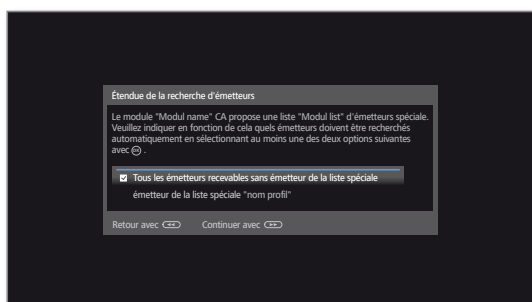 Étendue de la recherche d'émetteurs
Le module "Modul name" CA propose une liste "Modul list" d'émetteurs spéciale.
Veuillez indiquer en fonction de cela quels émetteurs doivent être recherchés
automatiquement en sélectionnant au moins une des deux options suivantes
avec OK .
Tous les émetteurs recevables sans émetteur de la liste spéciale
émetteur de la liste spéciale "nom profil"
Retour avec ◄◄ Continuer avec ►►